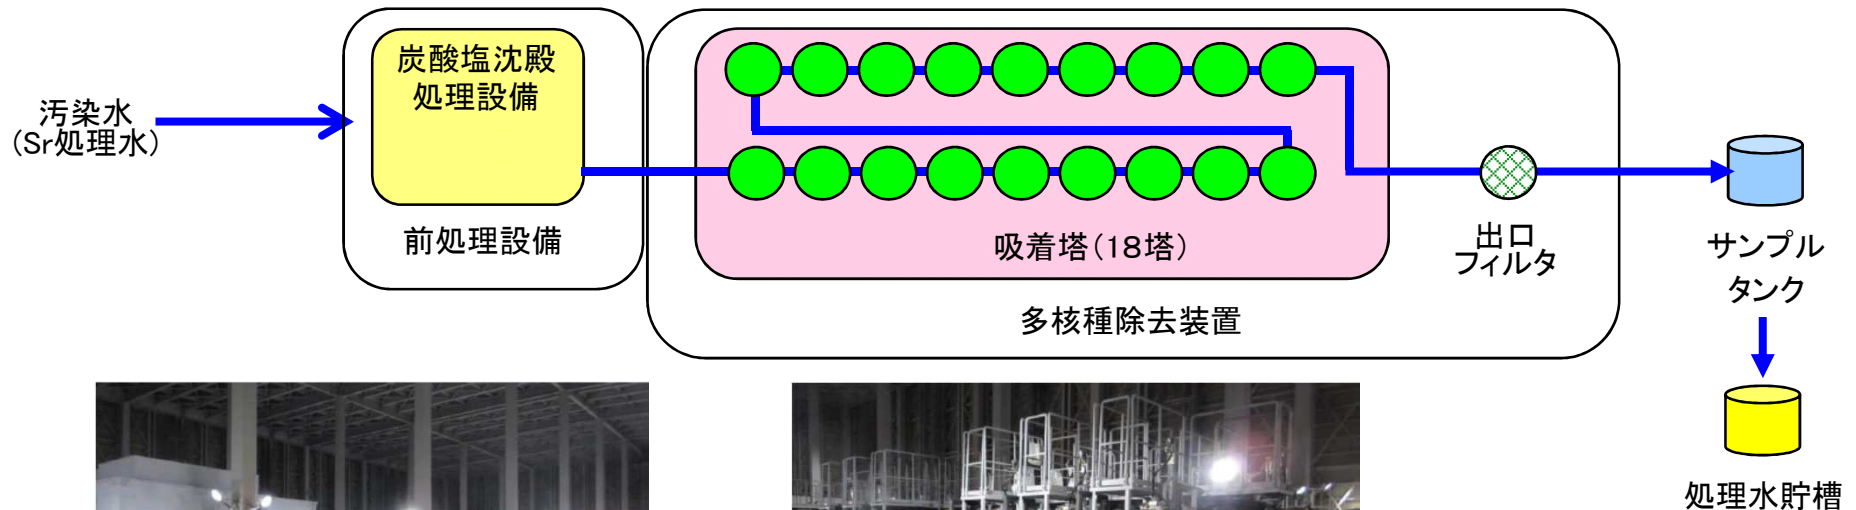 汚染水
(Sr処理水)
炭酸塩沈殿
処理設備
前処理設備
吸着塔(18塔)
多核種除去装置
出口
フィルタ
サンプル
タンク
処理水貯槽